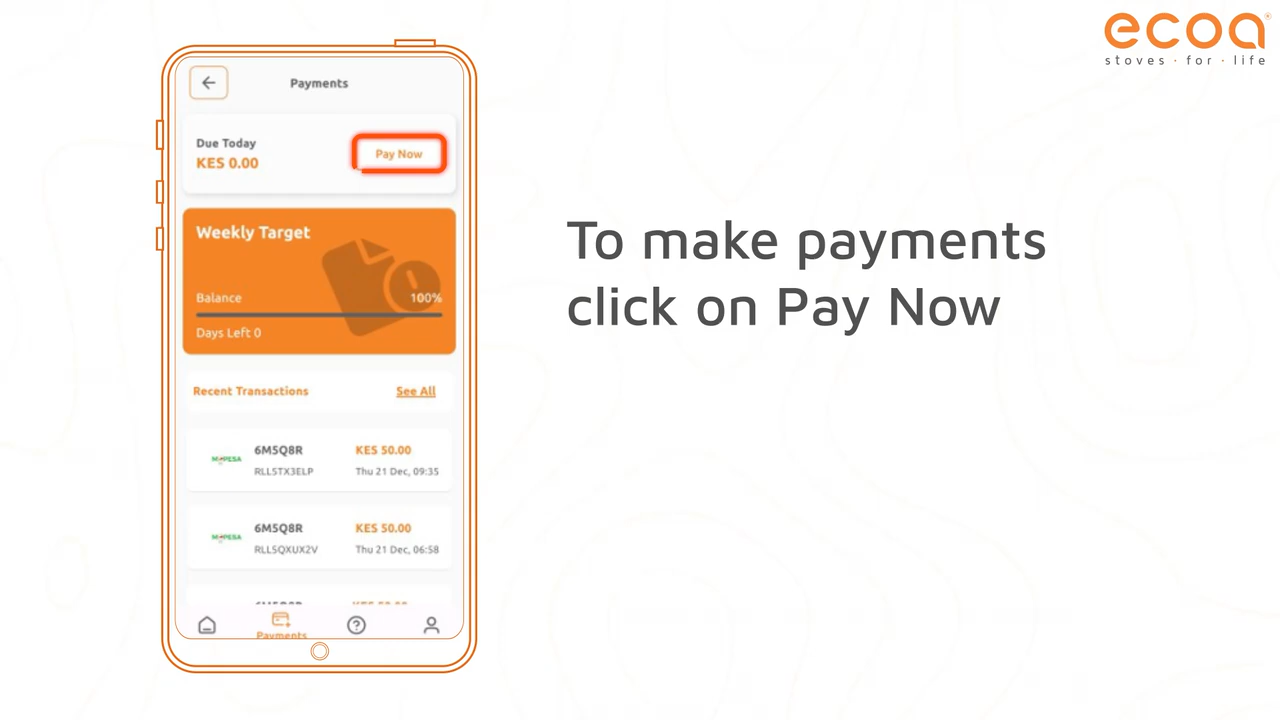 ecoa
stoves · for · life
Payments
Due Today
KES 0.00
Pay Now
Weekly Target
Balance
100%
Days Left 0
Recent Transactions
See All
M-PESA
6M5Q8R
KES 50.00
RLL5TX3ELP
Thu 21 Dec, 09:35
M-PESA
6M5Q8R
KES 50.00
RLL5QXUX2V
Thu 21 Dec, 06:58
Payments
To make payments
click on Pay Now